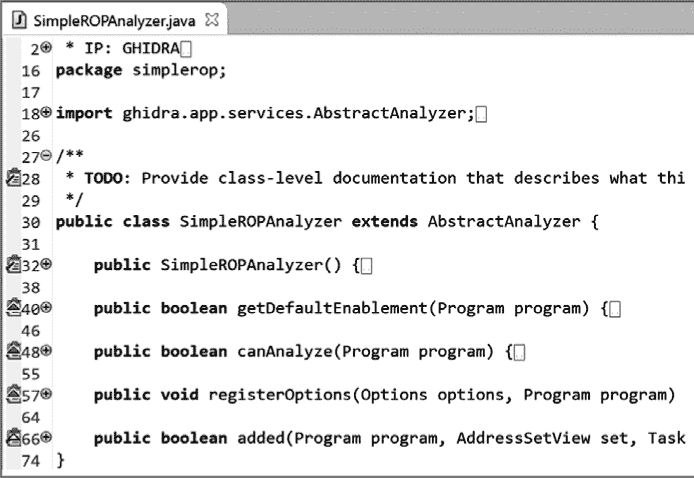 SimpleROPAnalyzer.java
2 * IP: GHIDRA
16 package simplerop;
17
18 import ghidra.app.services.AbstractAnalyzer;
26
27 /**
28 * TODO: Provide class-level documentation that describes what thi
29 */
30 public class SimpleROPAnalyzer extends AbstractAnalyzer {
31
32 public SimpleROPAnalyzer() {
38
40 public boolean getDefaultEnablement(Program program) {
46
48 public boolean canAnalyze(Program program) {
55
57 public void registerOptions(Options options, Program program)
64
66 public boolean added(Program program, AddressSetView set, Task
74 }